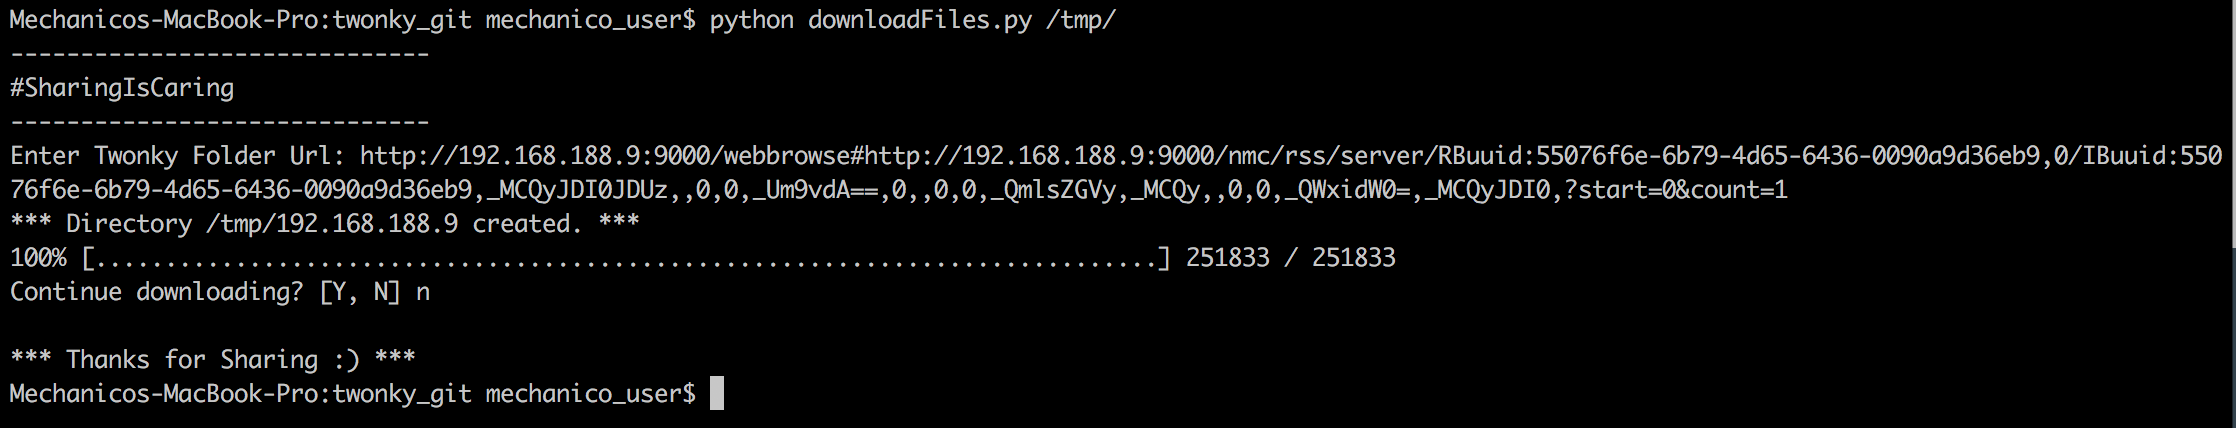 Mechanicos-MacBook-Pro:twonky_git mechanico_user$ python downloadFiles.py /tmp/
------------------------------
#SharingIsCaring
------------------------------
Enter Twonky Folder Url: http://192.168.188.9:9000/webbrowse#http://192.168.188.9:9000/nmc/rss/server/RBuuid:55076f6e-6b79-4d65-6436-0090a9d36eb9,0/IBuuid:550
76f6e-6b79-4d65-6436-0090a9d36eb9,_MCQyJDI0JDUz,,0,0,_Um9vdA==,0,,0,0,_QmlsZGVy,_MCQy,,0,0,_QWxidW0=,_MCQyJDI0,?start=0&count=1
*** Directory /tmp/192.168.188.9 created. ***
100% [............................................................................] 251833 / 251833
Continue downloading? [Y, N] n
*** Thanks for Sharing :) ***
Mechanicos-MacBook-Pro:twonky_git mechanico_user$